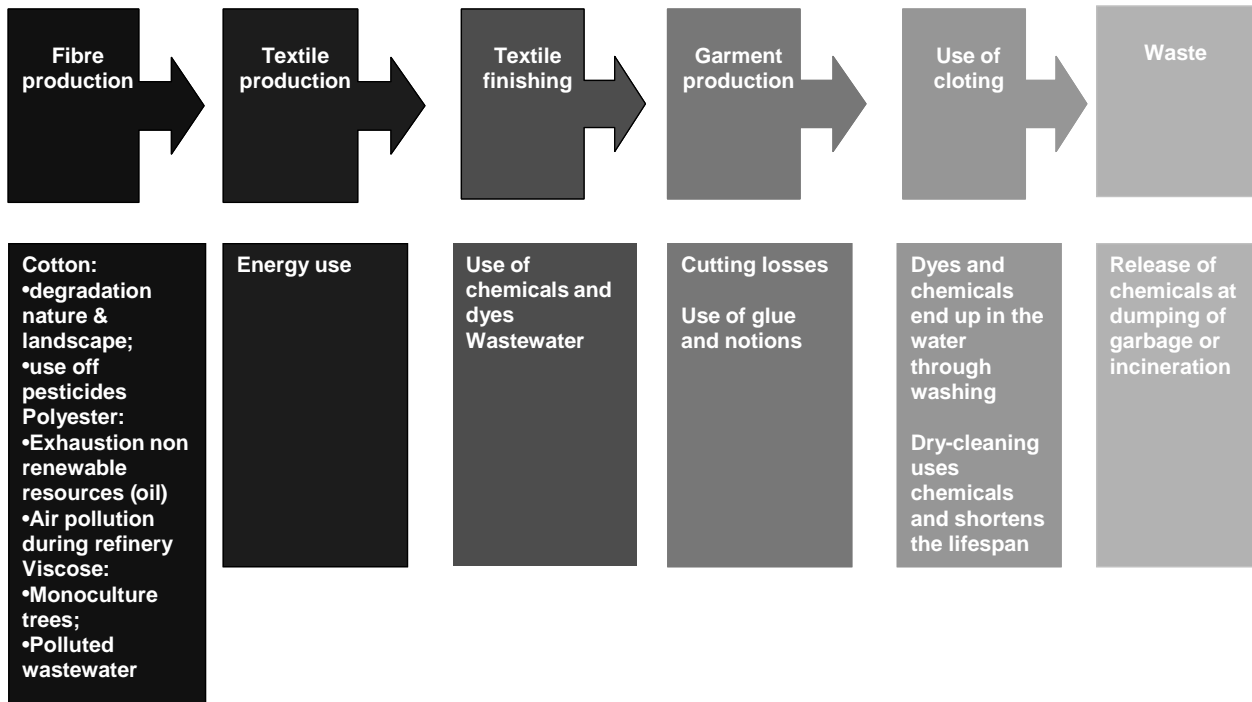 Fibre
production
Textile
production
Textile
finishing
Garment
production
Use of
cloting
Waste
Cotton:
•degradation
nature &
landscape;
•use off
pesticides
Polyester:
•Exhaustion non
renewable
resources (oil)
•Air pollution
during refinery
Viscose:
•Monoculture
trees;
•Polluted
wastewater
Energy use
Use of
chemicals and
dyes
Wastewater
Cutting losses
Use of glue
and notions
Dyes and
chemicals
end up in the
water
through
washing
Dry-cleaning
uses
chemicals
and shortens
the lifespan
Release of
chemicals at
dumping of
garbage or
incineration